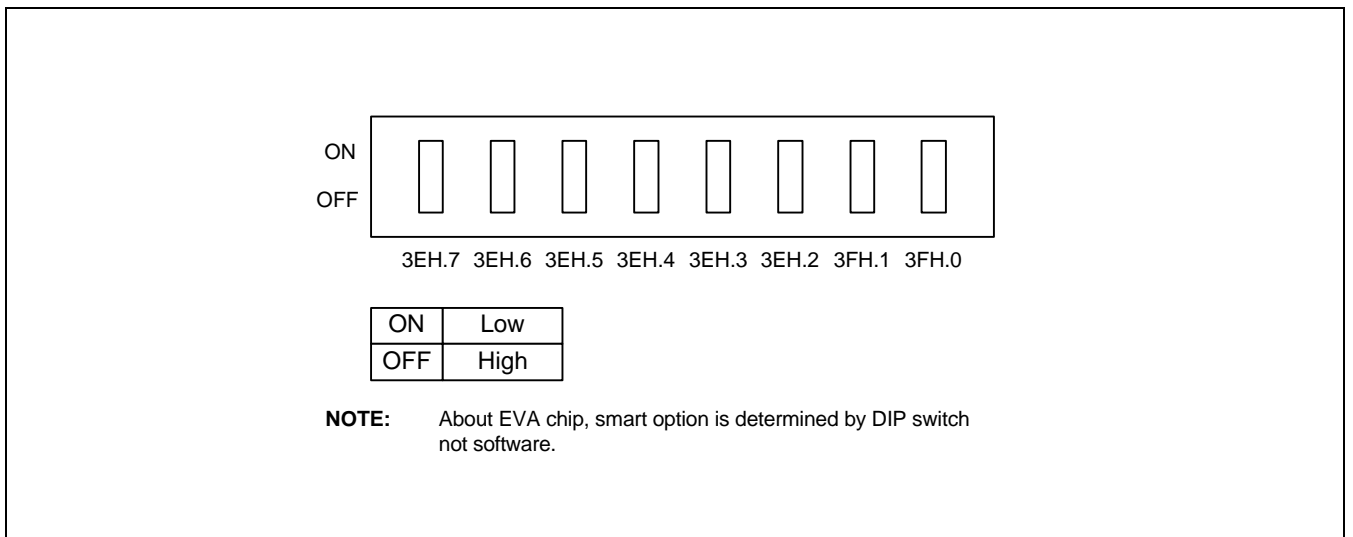 ON
OFF
3EH.7 3EH.6 3EH.5 3EH.4 3EH.3 3EH.2 3FH.1 3FH.0
ON Low
OFF High
NOTE: About EVA chip, smart option is determined by DIP switch
not software.